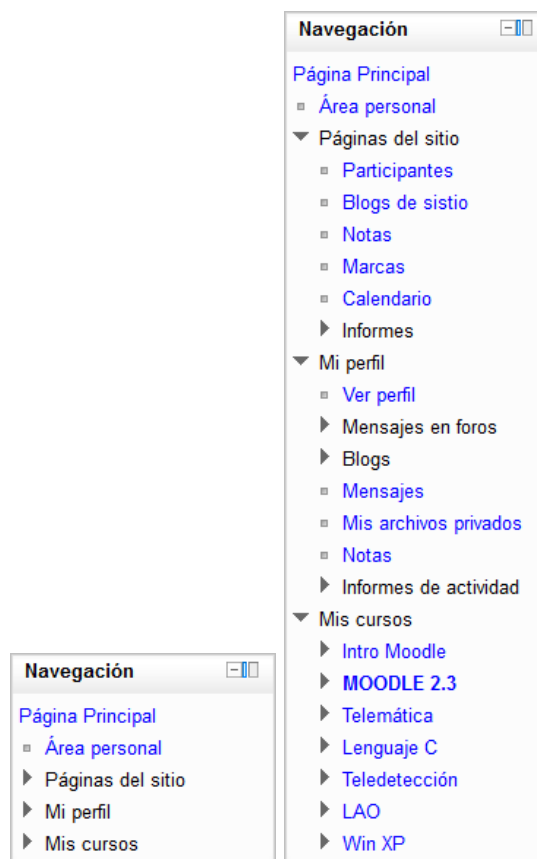 Navegación
Página Principal
Área personal
Páginas del sitio
Mi perfil
Mis cursos
Navegación
Página Principal
Área personal
Páginas del sitio
Participantes
Blogs de sistio
Notas
Marcas
Calendario
Informes
Mi perfil
Ver perfil
Mensajes en foros
Blogs
Mensajes
Mis archivos privados
Notas
Informes de actividad
Mis cursos
Intro Moodle
MOODLE 2.3
Telemática
Lenguaje C
Teledetección
LAO
Win XP